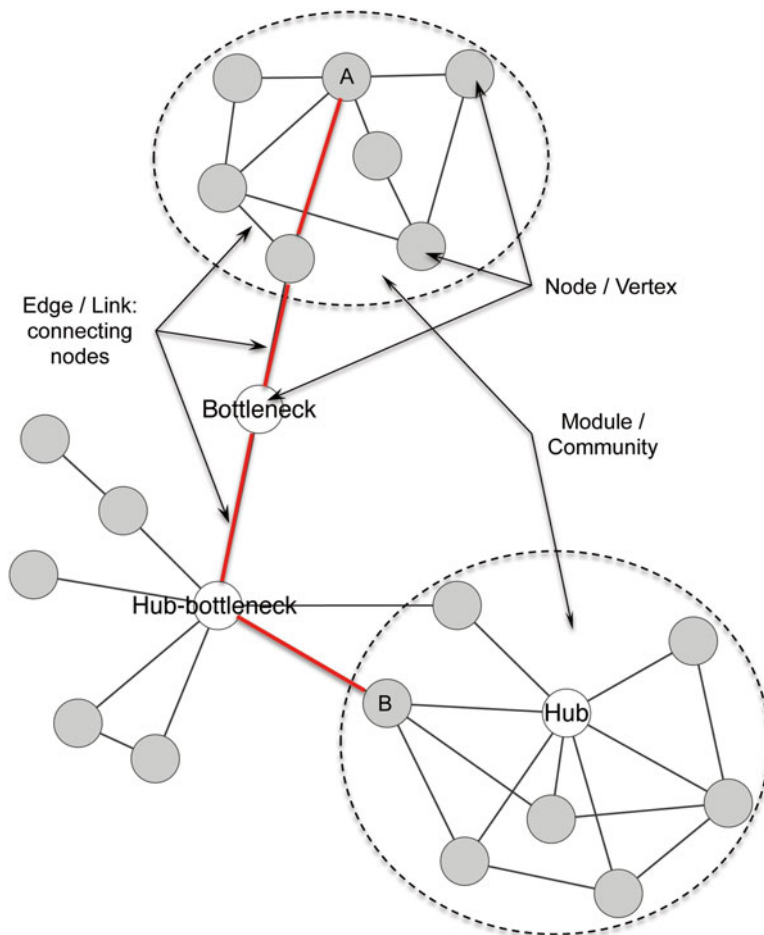 A
Node / Vertex
Edge / Link:
connecting
nodes
Bottleneck
Module /
Community
Hub-bottleneck
B
Hub